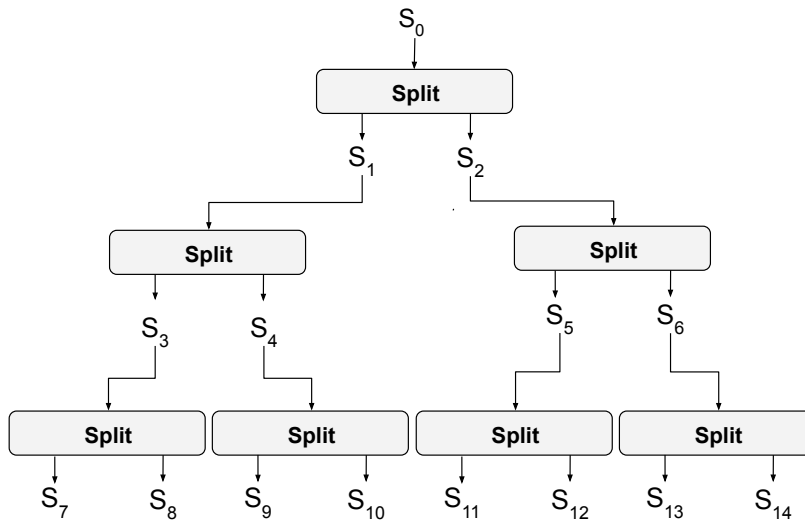 S₀
Split
S₁ S₂
Split Split
S₃ S₄ S₅ S₆
Split Split Split Split
S₇ S₈ S₉ S₁₀ S₁₁ S₁₂ S₁₃ S₁₄